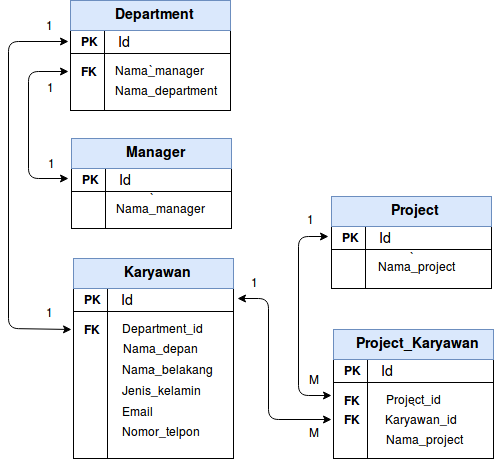 Department
1
PK Id
FK Nama`manager
1
Nama_department
Manager
1
PK Id
`
Nama_manager
Project
1
PK Id
`
Nama_project
Karyawan
1
PK Id
1
FK Department_id
Nama_depan
Nama_belakang
Jenis_kelamin
Email
Nomor_telpon
Project_Karyawan
PK Id
M
FK Project_id
FK Karyawan_id
M
Nama_project